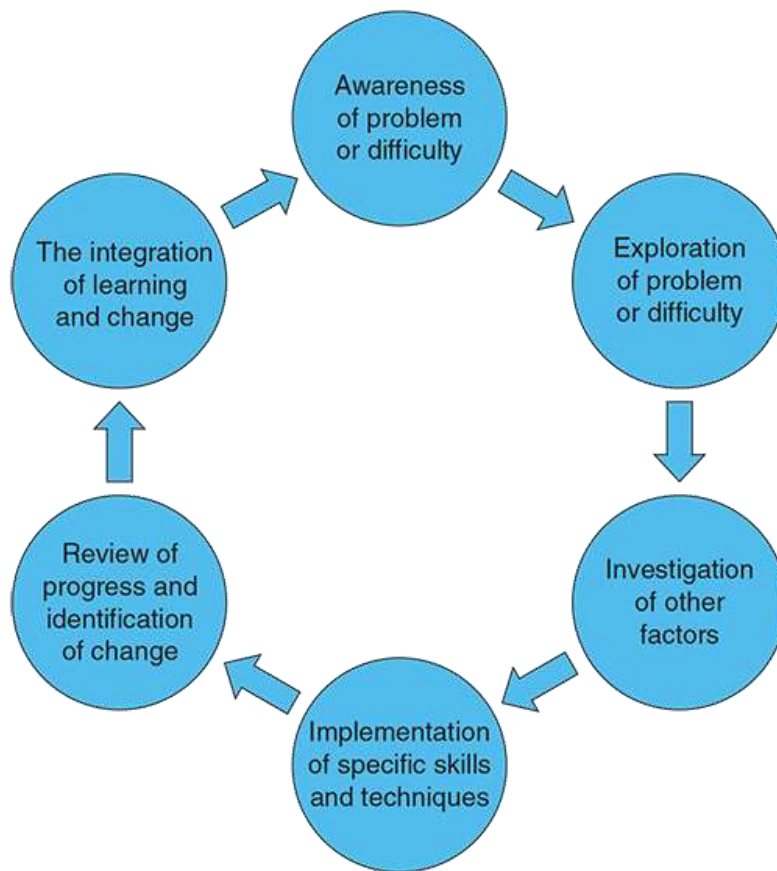 Awareness
of problem
or difficulty
Exploration
of problem
or difficulty
Investigation
of other
factors
Implementation
of specific skills
and techniques
Review of
progress and
identification
of change
The integration
of learning
and change